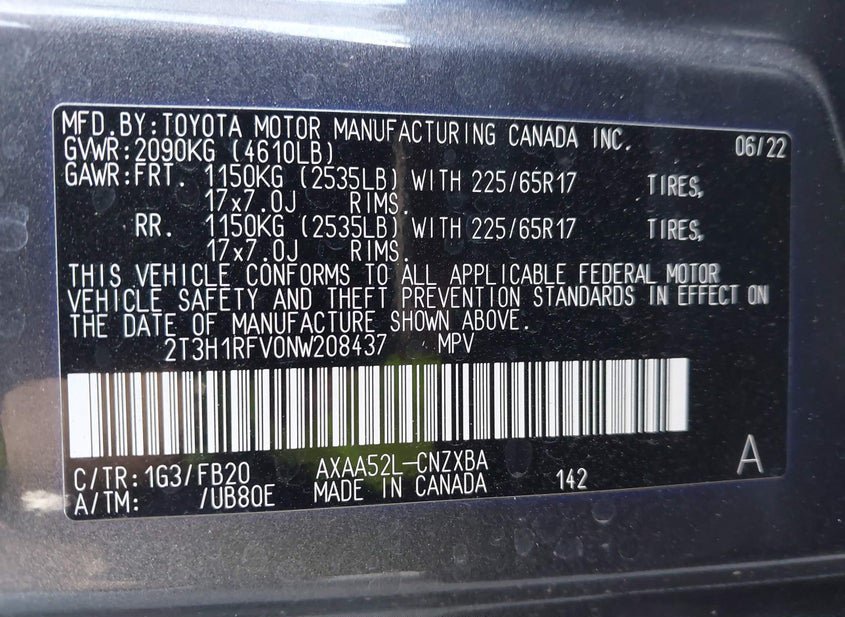 MFD.BY:TOYOTA MOTOR MANUFACTURING CANADA INC. 06/22
GVWR:2090KG (4610LB)
GAWR:FRT. 1150KG (2535LB) WITH 225/65R17 TIRES,
17x7.0J RIMS.
RR. 1150KG (2535LB) WITH 225/65R17 TIRES,
17x7.0J RIMS.
THIS VEHICLE CONFORMS TO ALL APPLICABLE FEDERAL MOTOR
VEHICLE SAFETY AND THEFT PREVENTION STANDARDS IN EFFECT ON
THE DATE OF MANUFACTURE SHOWN ABOVE.
2T3H1RFV0NW208437 MPV
C/TR:1G3/FB20 AXAA52L-CNZXBA A
A/TM: /UB80E MADE IN CANADA 142